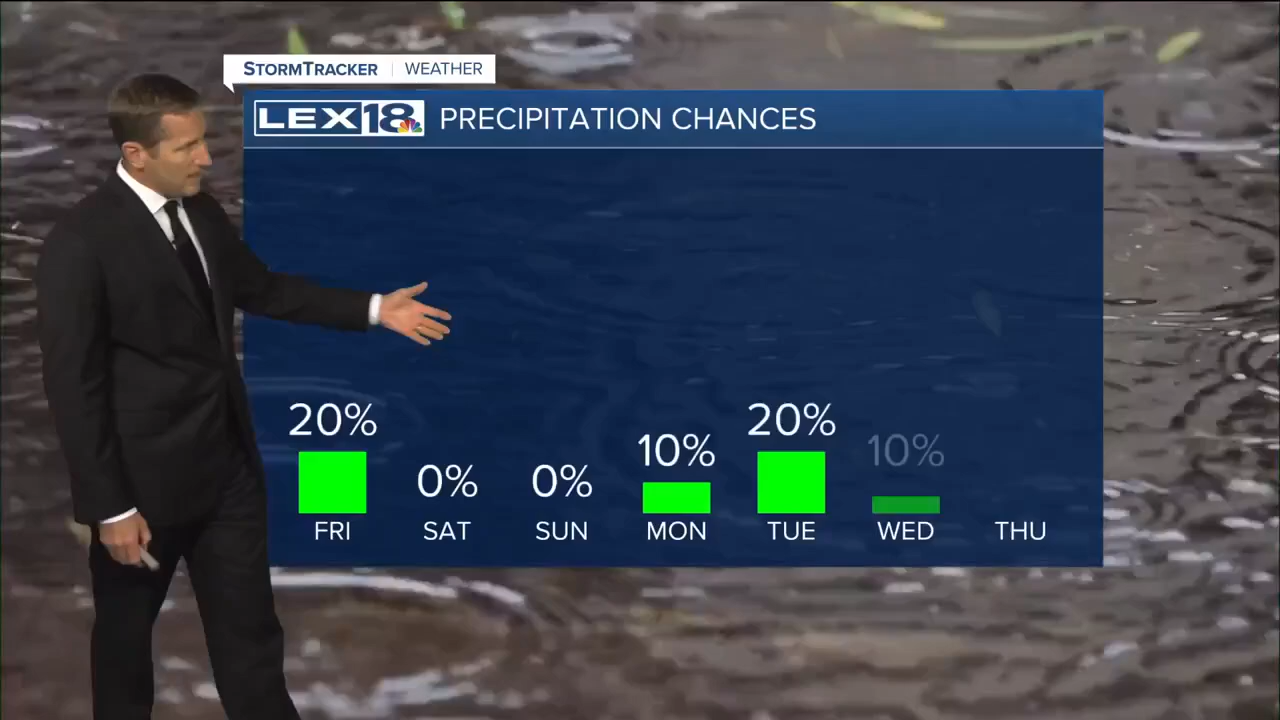 STORMTRACKER | WEATHER
LEX18 PRECIPITATION CHANCES
20% 0% 0% 10% 20% 10%
FRI SAT SUN MON TUE WED THU